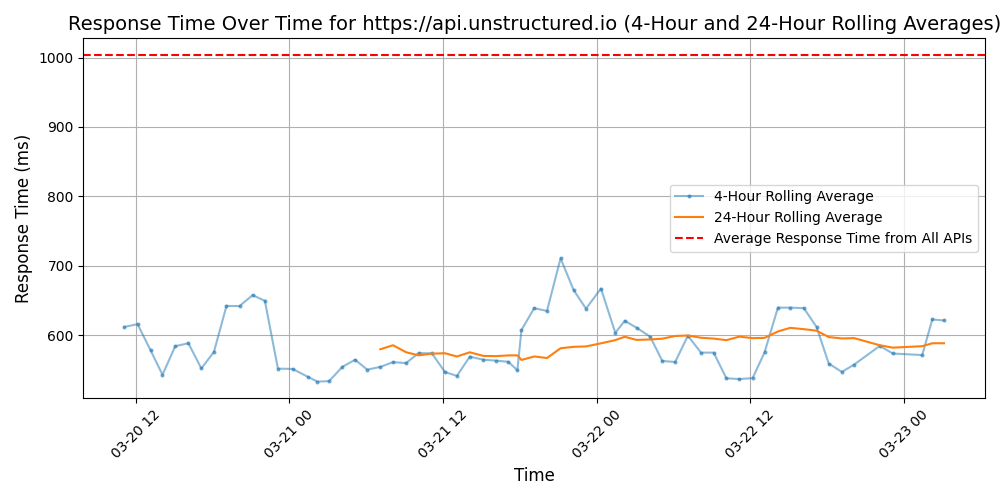 Response Time Over Time for https://api.unstructured.io (4-Hour and 24-Hour Rolling Averages)
Response Time (ms)
1000
900
800
700
600
4-Hour Rolling Average
24-Hour Rolling Average
Average Response Time from All APIs
03-20 12
03-21 00
03-21 12
03-22 00
03-22 12
03-23 00
Time